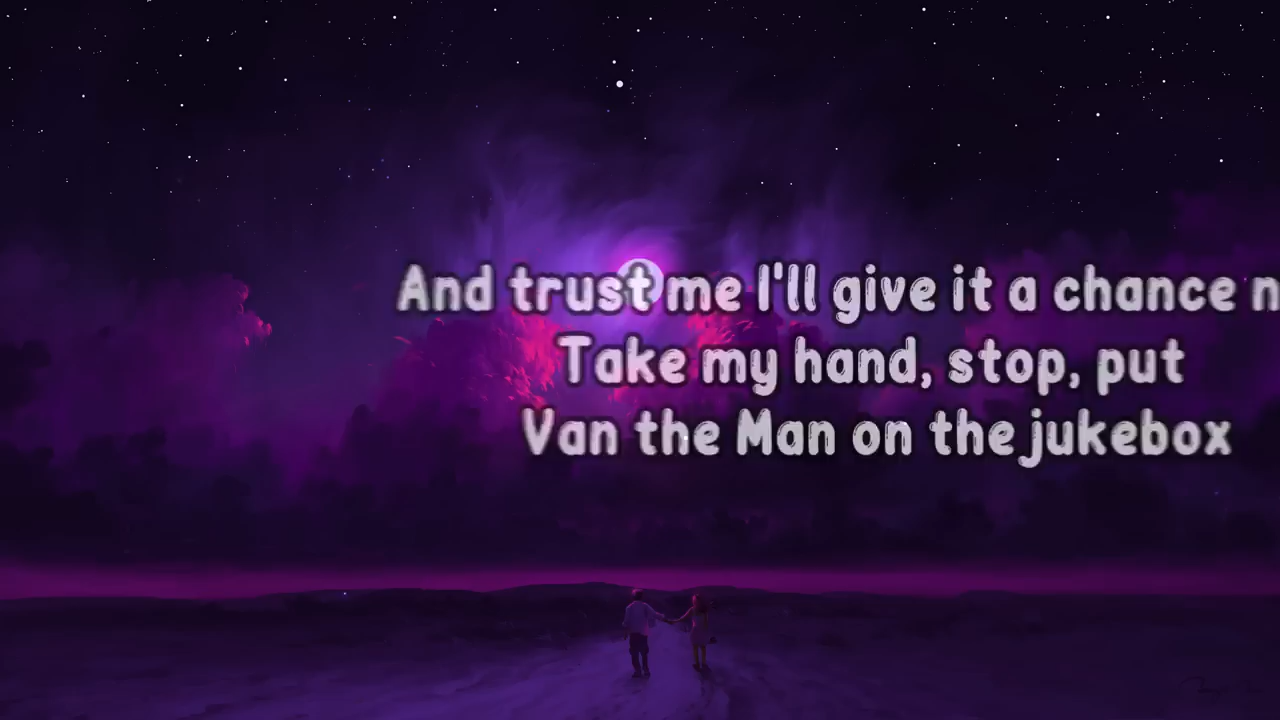 And trust me I'll give it a chance n
Take my hand, stop, put
Van the Man on the jukebox